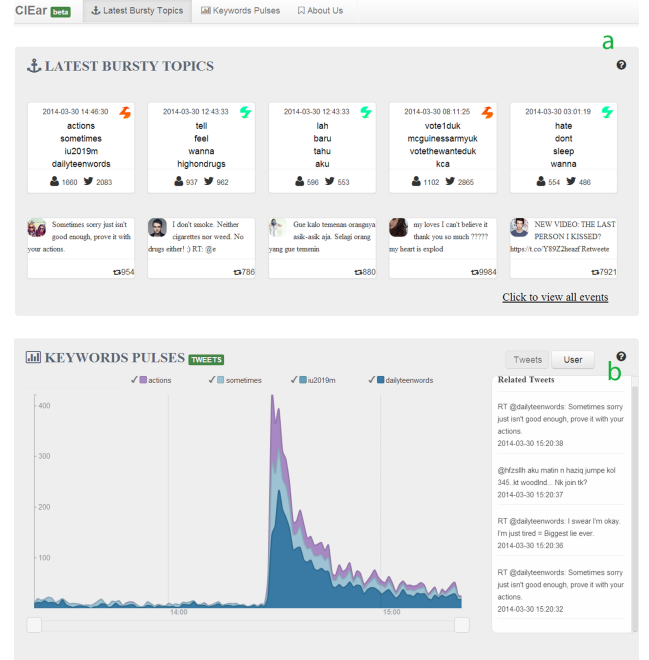 CIEar beta Latest Bursty Topics Keywords Pulses About Us
a
LATEST BURSTY TOPICS
2014-03-30 14:46:30
actions
sometimes
iu2019m
dailyteenwords
1660 2083
2014-03-30 12:43:33
tell
feel
wanna
highondrugs
937 962
2014-03-30 12:43:33
lah
baru
tahu
aku
596 553
2014-03-30 08:11:25
vote1duk
mcguinessarmyuk
votethewanteduk
kca
1102 2865
2014-03-30 03:01:19
hate
dont
sleep
wanna
554 486
Sometimes sorry just isn't
good enough, prove it with
your actions.
954
I don't smoke. Neither
cigarettes nor weed. No
drugs either! :) RT: @e
786
Gue kalo temenan orangnya
asik-asik aja. Selagi orang
yang gue temenin
880
my loves I can't believe it
thank you so much ?????
my heart is explod
9984
NEW VIDEO: THE LAST
PERSON I KISSED?
https://t.co/Y89Z2heazf Retweete
7921
Click to view all events
KEYWORDS PULSES TWEETS
Tweets User
b
actions sometimes iu2019m dailyteenwords
400
300
200
100
14:00 15:00
Related Tweets
RT @dailyteenwords: Sometimes sorry
just isn't good enough, prove it with your
actions.
2014-03-30 15:20:38
@hfzsllh aku matin n haziq jumpe kol
345..kt woodlnd... Nk join tk?
2014-03-30 15:20:37
RT @dailyteenwords: I swear I'm okay.
I'm just tired = Biggest lie ever.
2014-03-30 15:20:36
RT @dailyteenwords: Sometimes sorry
just isn't good enough, prove it with your
actions.
2014-03-30 15:20:32